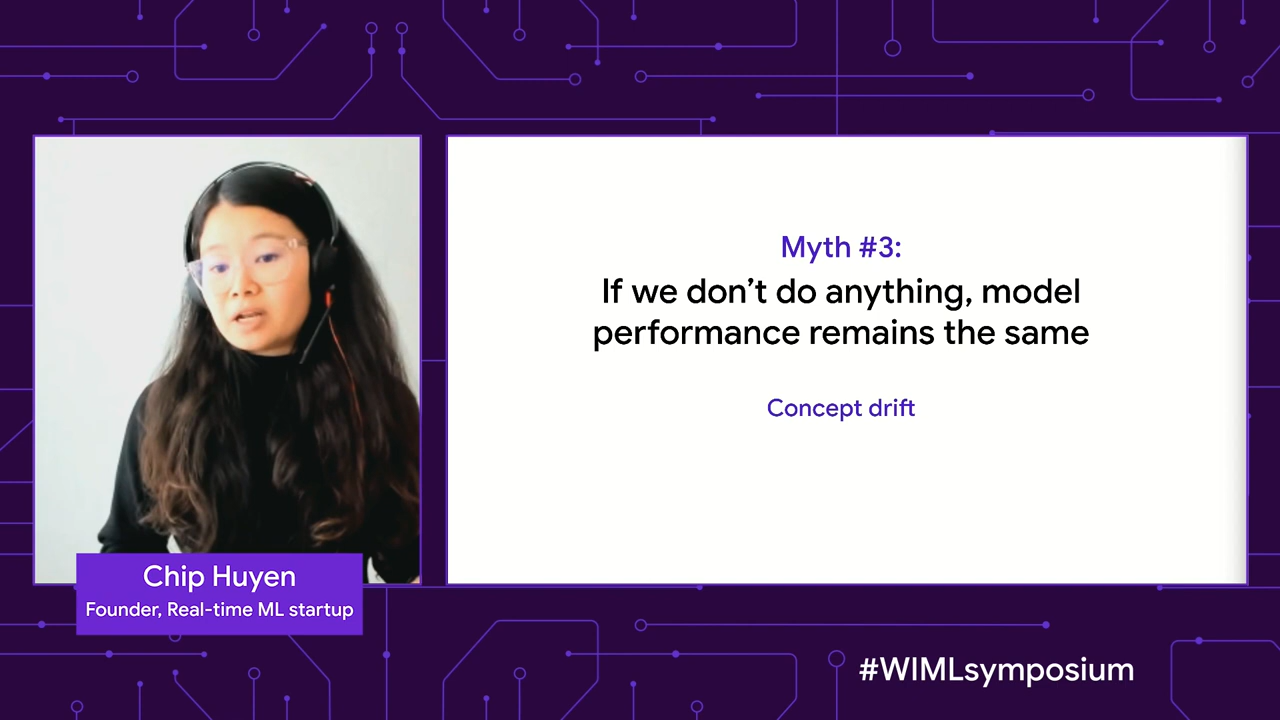 Myth #3:
If we don’t do anything, model
performance remains the same
Concept drift
Chip Huyen
Founder, Real-time ML startup
#WIMLsymposium